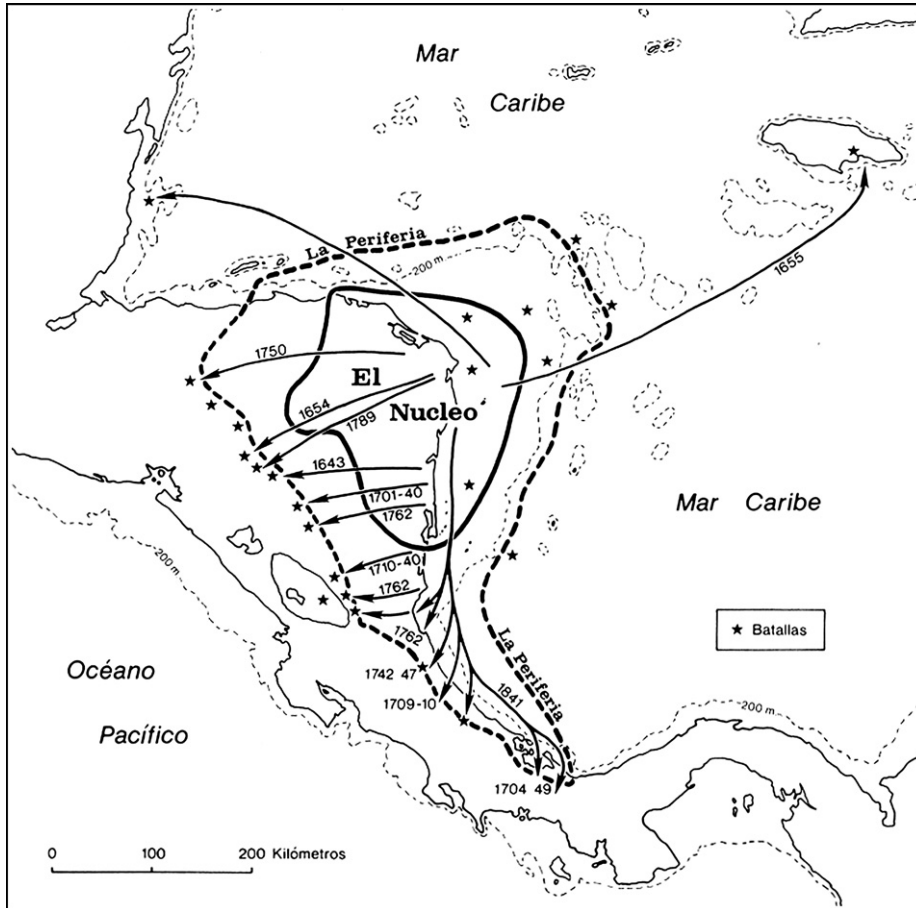 Mar
Caribe
La Periferia
200 m
1655
1750
El
Nucleo
1654
1789
1643
1701-40
1762
Mar Caribe
200 m
1710-40
1762
1762
★ Batallas
La Periferia
Océano
Pacífico
1742 47
1841
1709-10
200 m
1704 49
0 100 200 Kilómetros